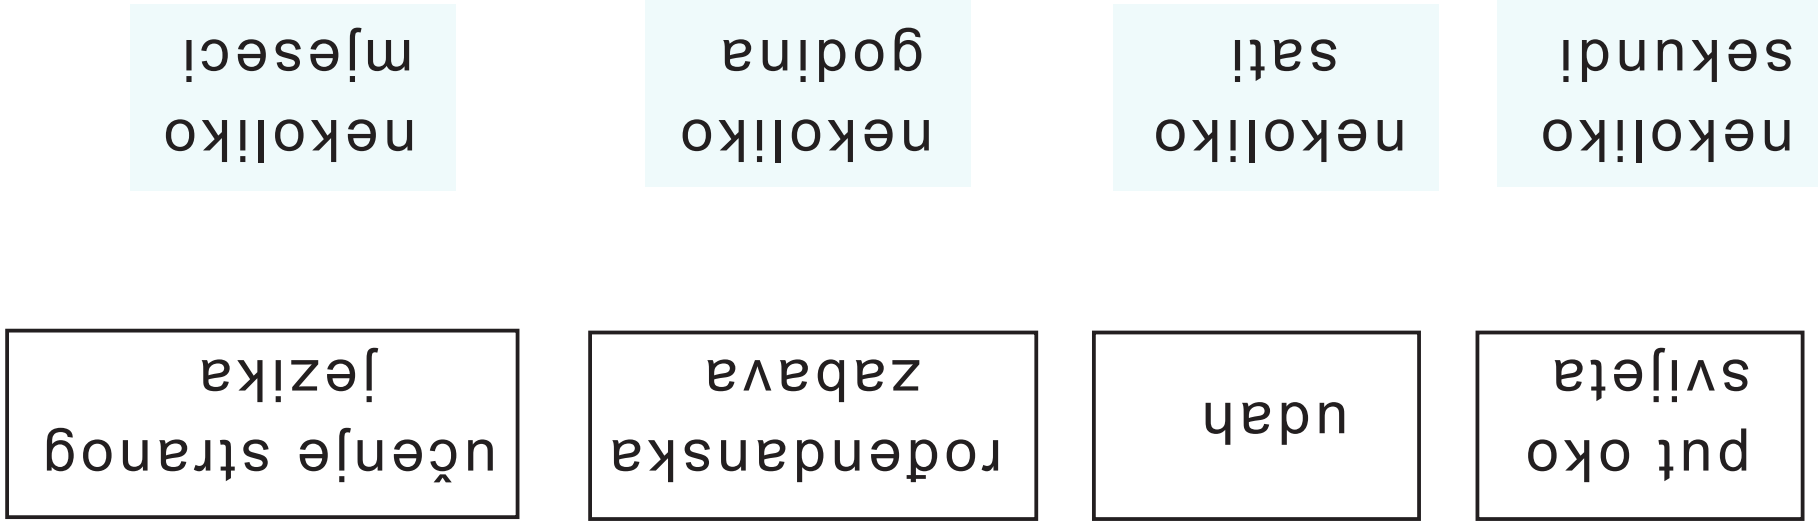 put oko
svijeta
udah
rođendanska
zabava
učenje stranog
jezika
nekoliko
sekundi
nekoliko
sati
nekoliko
godina
nekoliko
mjeseci